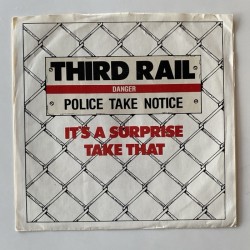 THIRD RAIL
DANGER
POLICE TAKE NOTICE
IT'S A SURPRISE
TAKE THAT